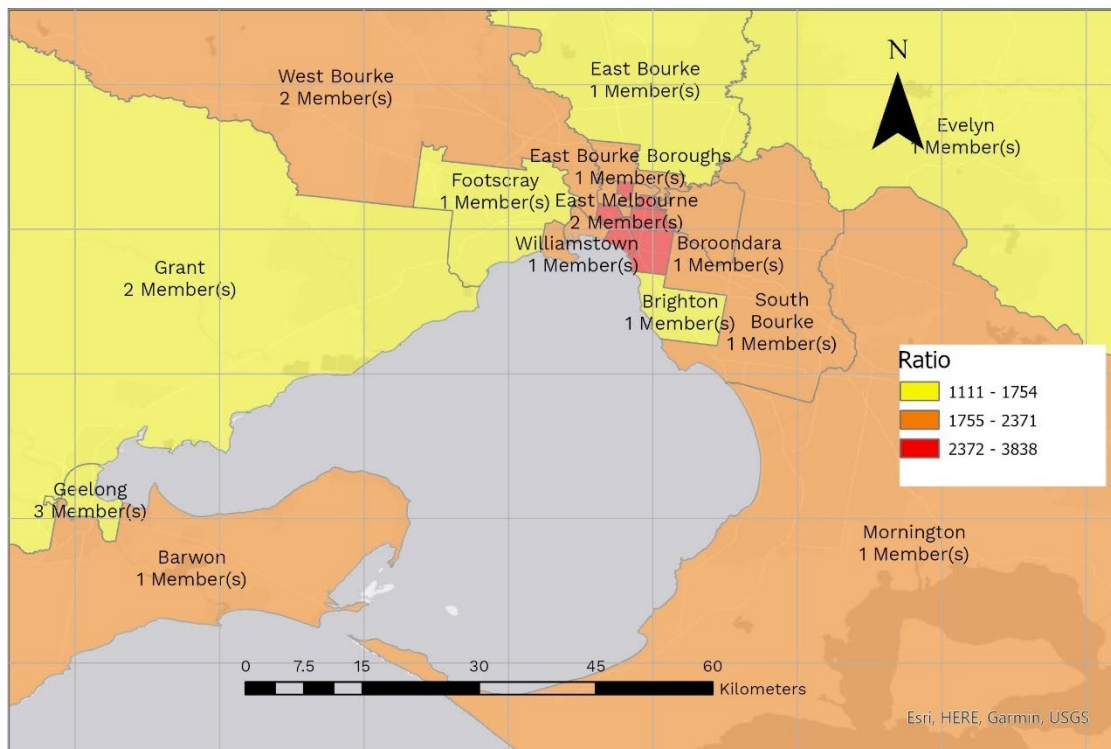 West Bourke
2 Member(s)
East Bourke
1 Member(s)
N
Evelyn
1 Member(s)
East Bourke Boroughs
1 Member(s)
Footscray
1 Member(s)
East Melbourne
2 Member(s)
Williamstown
1 Member(s)
Boroondara
1 Member(s)
Grant
2 Member(s)
Brighton
1 Member(s)
South
Bourke
1 Member(s)
Ratio
1111 - 1754
1755 - 2371
2372 - 3838
Geelong
3 Member(s)
Barwon
1 Member(s)
Mornington
1 Member(s)
0 7.5 15 30 45 60
Kilometers
Esri, HERE, Garmin, USGS